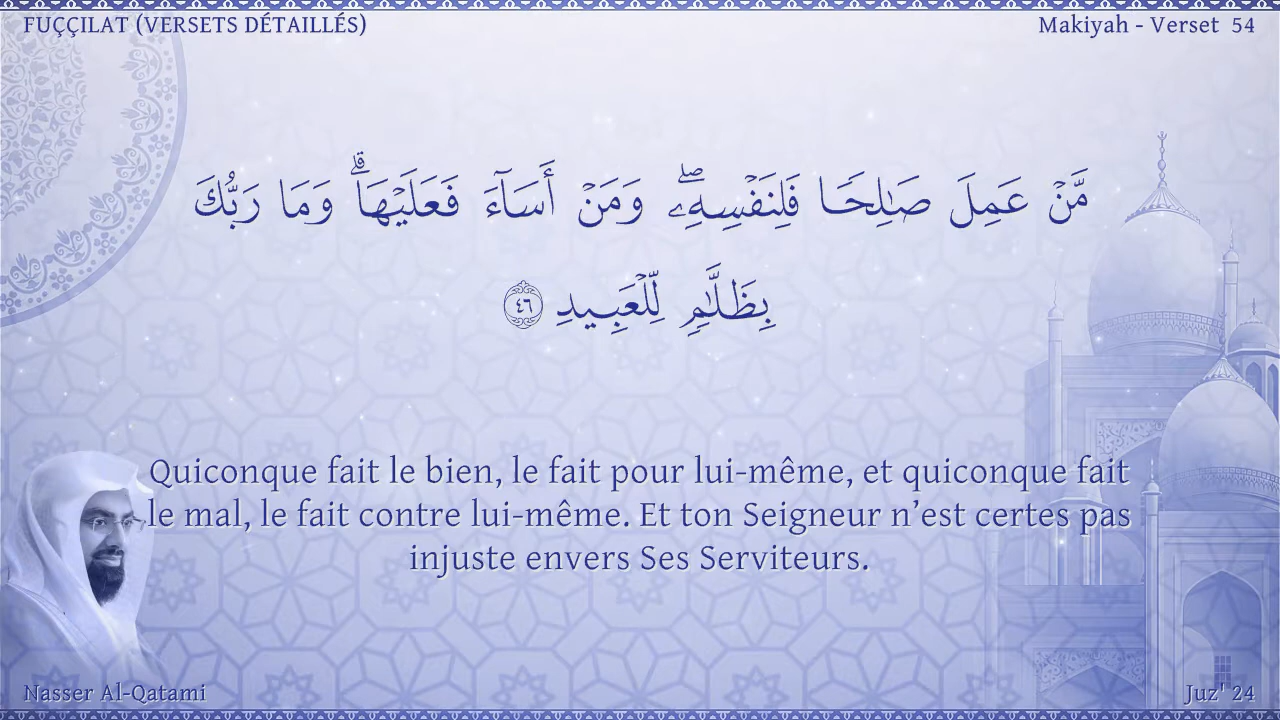 FUÇÇILAT (VERSETS DÉTAILLÉS)
Makiyah - Verset 54
مَّنْ عَمِلَ صَـٰلِحًا فَلِنَفْسِهِۦ ۖ وَمَنْ أَسَآءَ فَعَلَيْهَا ۗ وَمَا رَبُّكَ
بِظَلَّـٰمٍ لِّلْعَبِيدِ ٤٦
Quiconque fait le bien, le fait pour lui-même, et quiconque fait
le mal, le fait contre lui-même. Et ton Seigneur n’est certes pas
injuste envers Ses Serviteurs.
Nasser Al-Qatami
Juz' 24